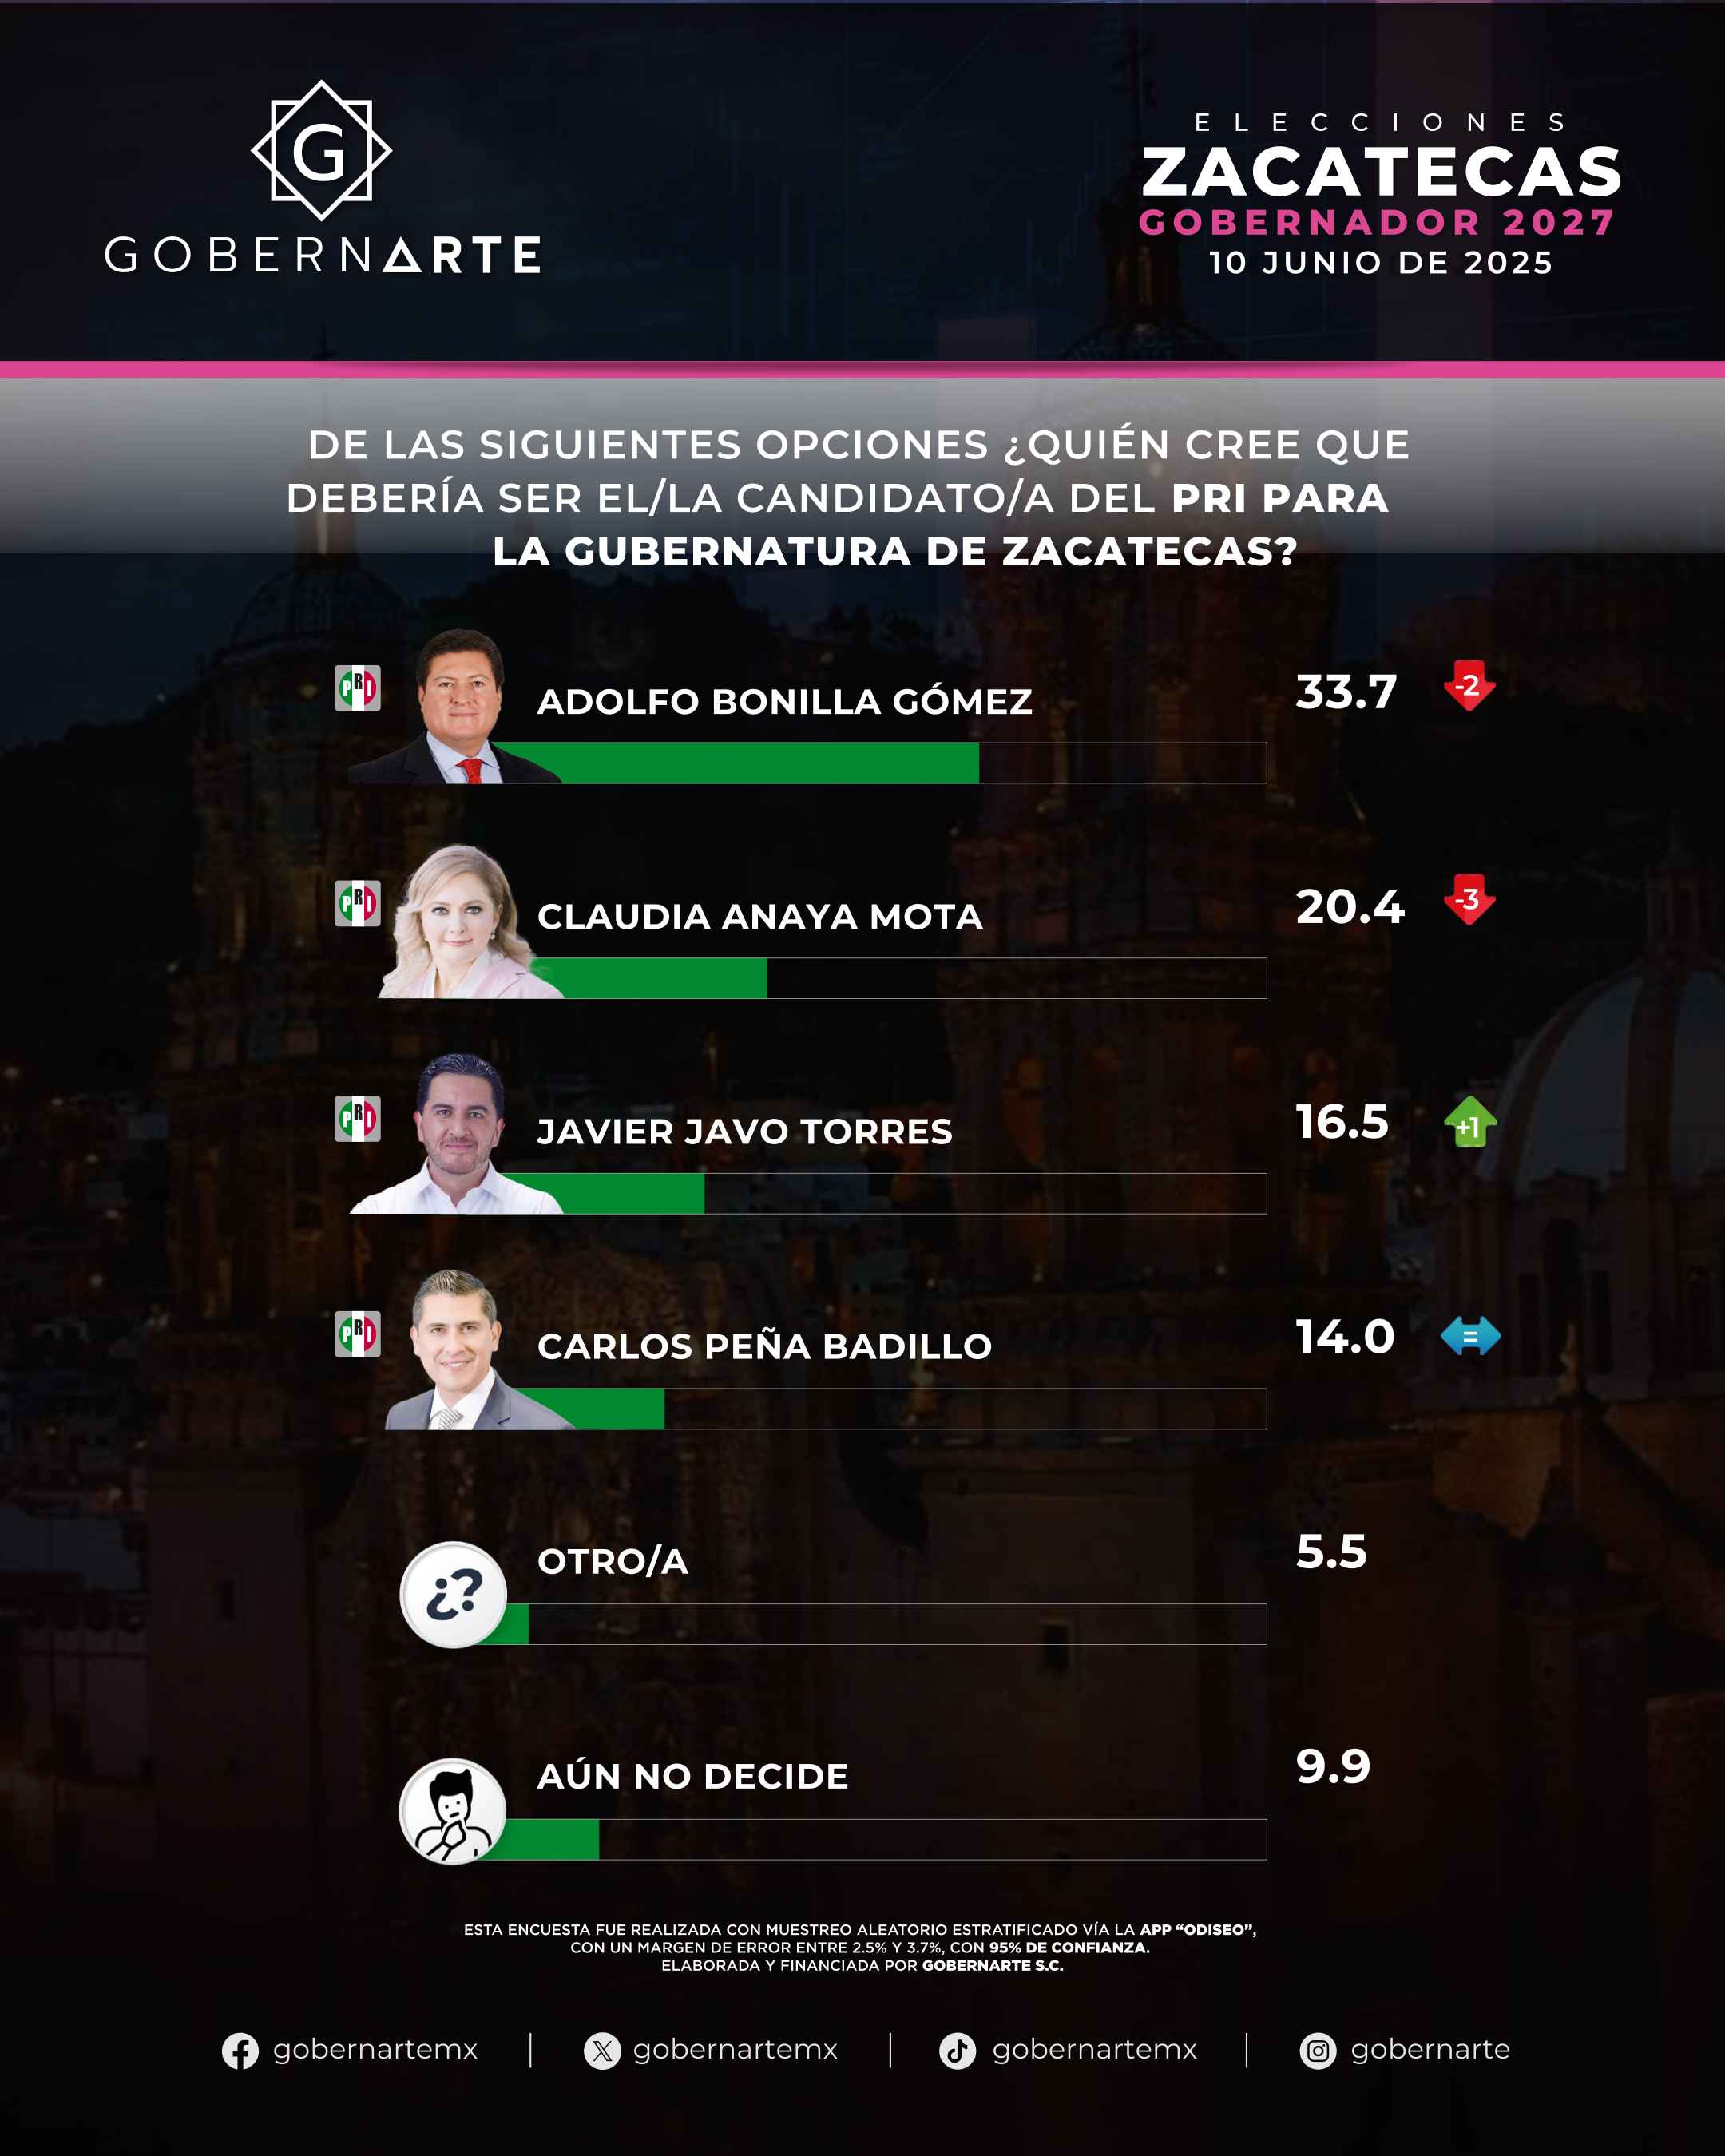 G
GOBERNARTE
ELECCIONES
ZACATECAS
GOBERNADOR 2027
10 JUNIO DE 2025
DE LAS SIGUIENTES OPCIONES ¿QUIÉN CREE QUE
DEBERÍA SER EL/LA CANDIDATO/A DEL PRI PARA
LA GUBERNATURA DE ZACATECAS?
PRI
ADOLFO BONILLA GÓMEZ
33.7
-2
PRI
CLAUDIA ANAYA MOTA
20.4
-3
PRI
JAVIER JAVO TORRES
16.5
+1
PRI
CARLOS PEÑA BADILLO
14.0
=
¿?
OTRO/A
5.5
AÚN NO DECIDE
9.9
ESTA ENCUESTA FUE REALIZADA CON MUESTREO ALEATORIO ESTRATIFICADO VÍA LA APP “ODISEO”,
CON UN MARGEN DE ERROR ENTRE 2.5% Y 3.7%, CON 95% DE CONFIANZA.
ELABORADA Y FINANCIADA POR GOBERNARTE S.C.
gobernartemx | gobernartemx | gobernartemx | gobernarte